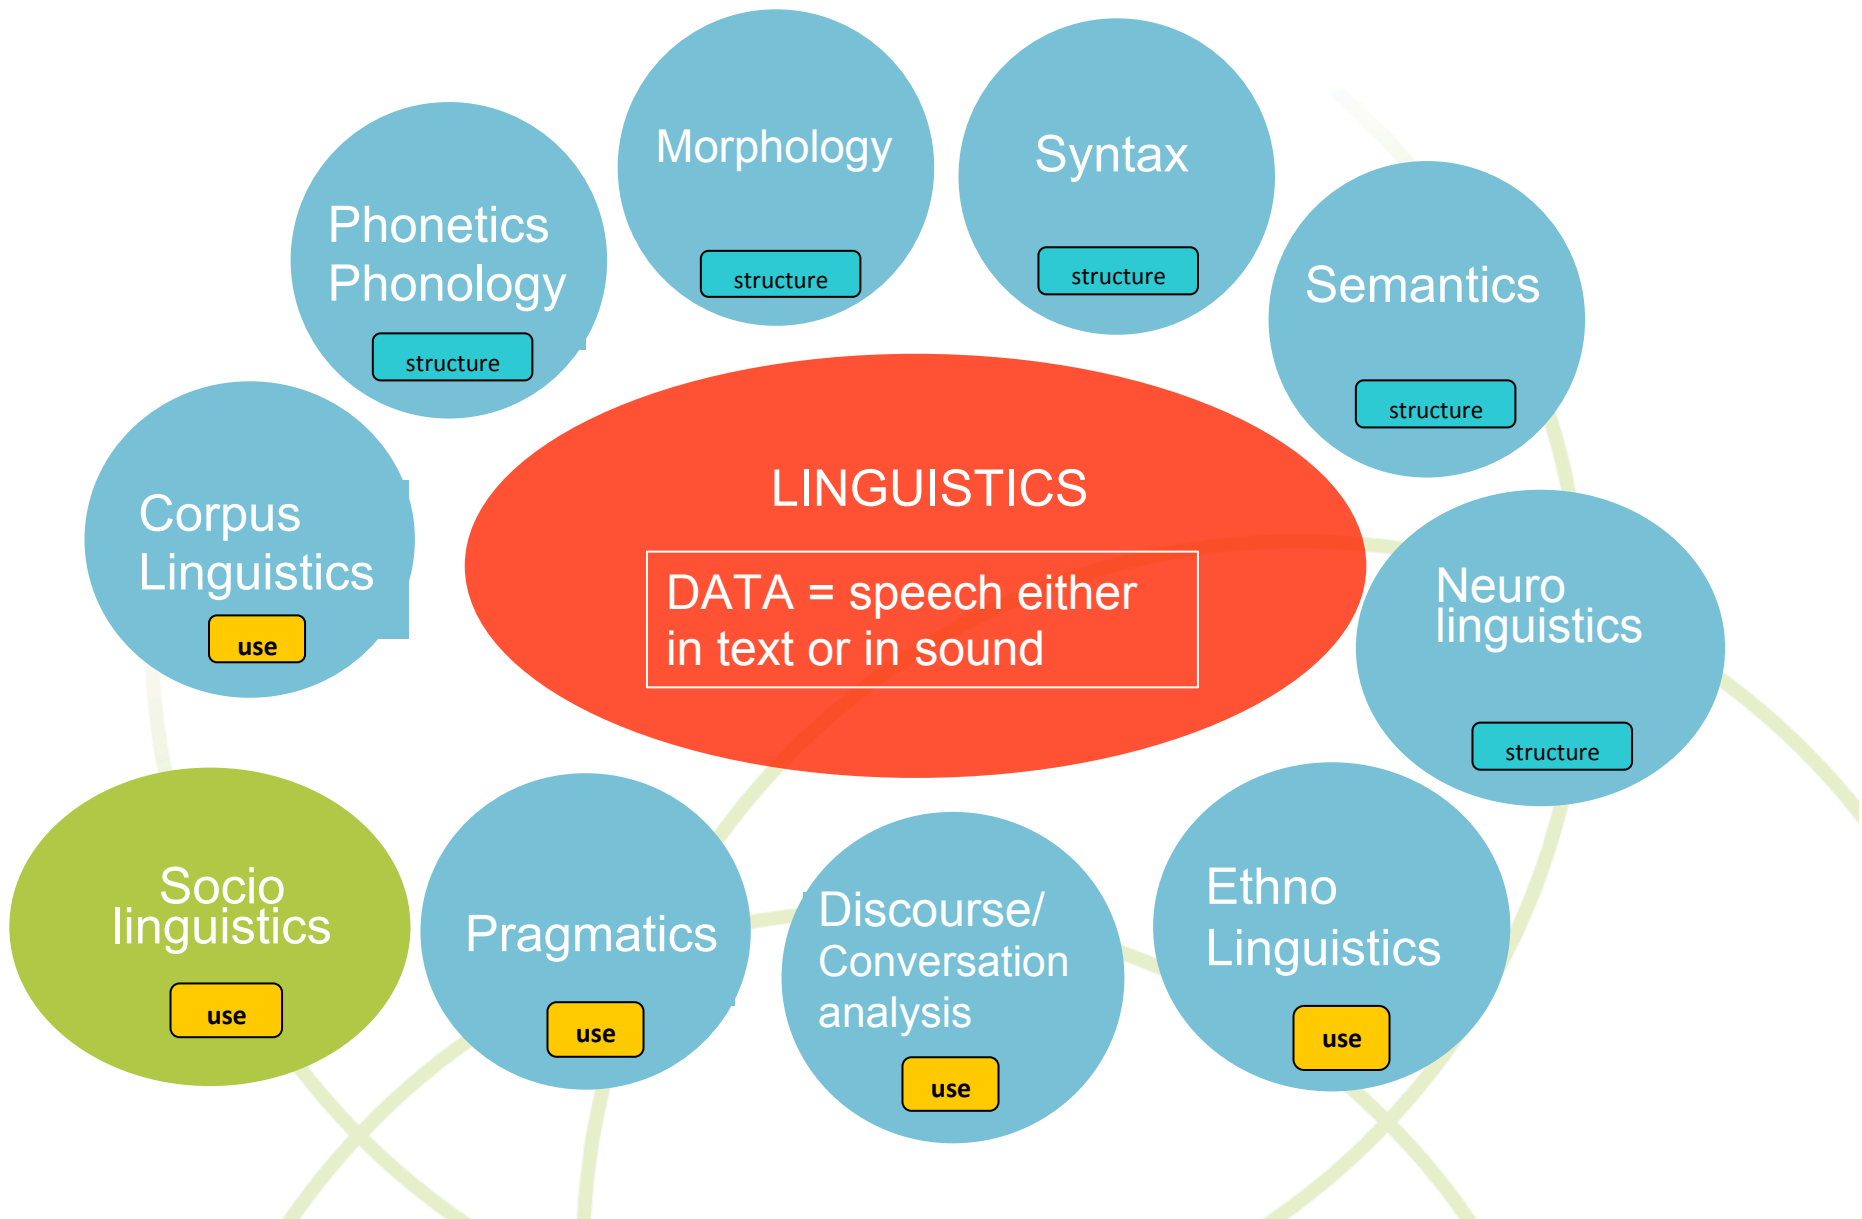 Morphology
structure
Syntax
structure
Phonetics
Phonology
structure
Semantics
structure
Corpus
Linguistics
use
LINGUISTICS
DATA = speech either
in text or in sound
Neuro
linguistics
structure
Socio
linguistics
use
Pragmatics
use
Discourse/
Conversation
analysis
use
Ethno
Linguistics
use